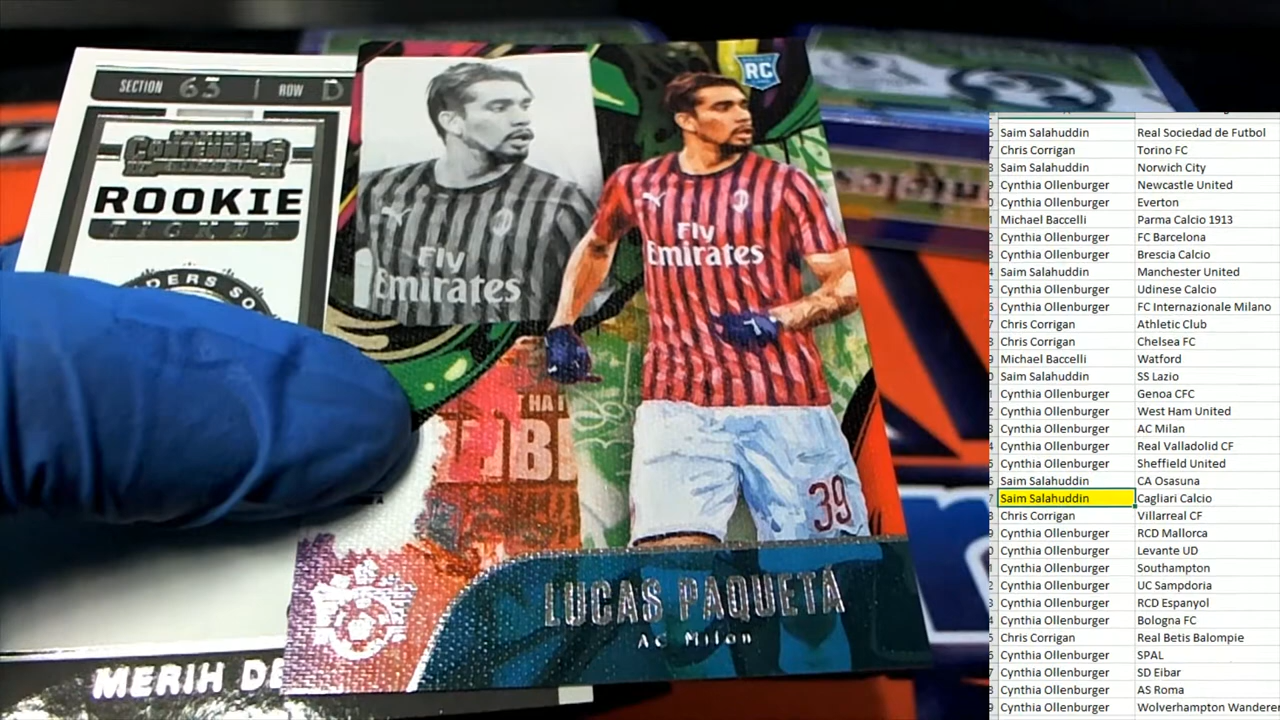 SECTION 63 | ROW D
CONTENDERS
ROOKIE
RC
Fly
Emirates
Fly
Emirates
39
LUCAS PAQUETÁ
AC Milan
MERIH DE
Saim Salahuddin Real Sociedad de Futbol
Chris Corrigan Torino FC
Saim Salahuddin Norwich City
Cynthia Ollenburger Newcastle United
Cynthia Ollenburger Everton
Michael Baccelli Parma Calcio 1913
Cynthia Ollenburger FC Barcelona
Cynthia Ollenburger Brescia Calcio
Saim Salahuddin Manchester United
Cynthia Ollenburger Udinese Calcio
Cynthia Ollenburger FC Internazionale Milano
Chris Corrigan Athletic Club
Chris Corrigan Chelsea FC
Michael Baccelli Watford
Saim Salahuddin SS Lazio
Cynthia Ollenburger Genoa CFC
Cynthia Ollenburger West Ham United
Cynthia Ollenburger AC Milan
Cynthia Ollenburger Real Valladolid CF
Cynthia Ollenburger Sheffield United
Saim Salahuddin CA Osasuna
Saim Salahuddin Cagliari Calcio
Chris Corrigan Villarreal CF
Cynthia Ollenburger RCD Mallorca
Cynthia Ollenburger Levante UD
Cynthia Ollenburger Southampton
Cynthia Ollenburger UC Sampdoria
Cynthia Ollenburger RCD Espanyol
Cynthia Ollenburger Bologna FC
Chris Corrigan Real Betis Balompie
Cynthia Ollenburger SPAL
Cynthia Ollenburger SD Eibar
Cynthia Ollenburger AS Roma
Cynthia Ollenburger Wolverhampton Wanderer